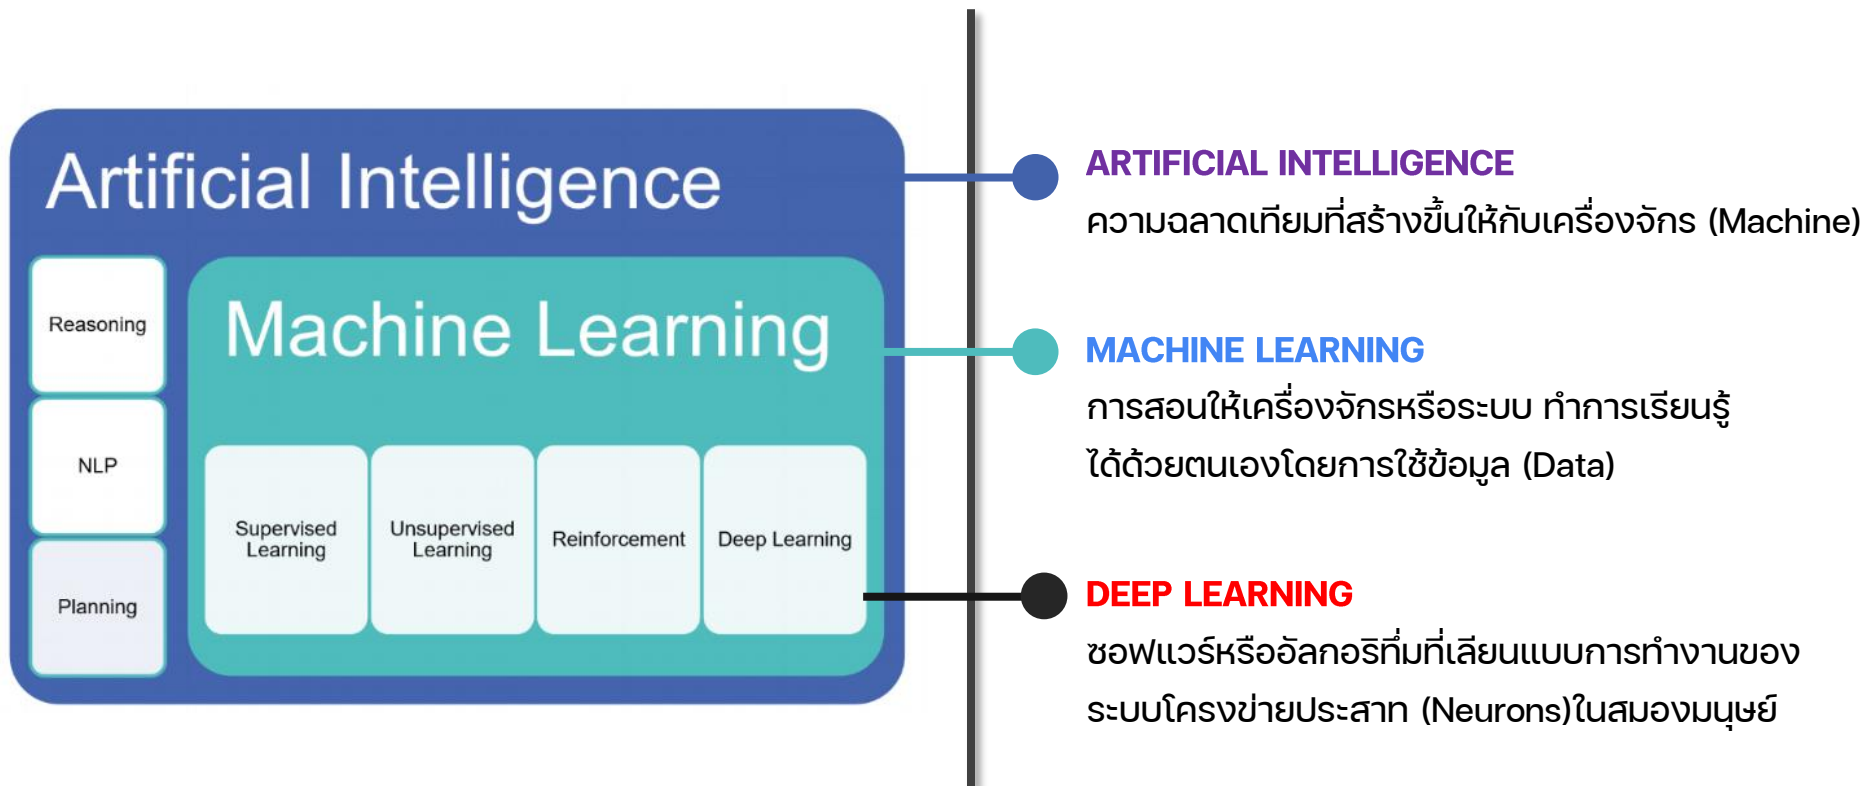 Artificial Intelligence
Reasoning
NLP
Planning
Machine Learning
Supervised
Learning
Unsupervised
Learning
Reinforcement
Deep Learning
ARTIFICIAL INTELLIGENCE
ความฉลาดเทียมที่สร้างขึ้นให้กับเครื่องจักร (Machine)
MACHINE LEARNING
การสอนให้เครื่องจักรหรือระบบ ทำการเรียนรู้
ได้ด้วยตนเองโดยการใช้ข้อมูล (Data)
DEEP LEARNING
ซอฟแวร์หรืออัลกอริทึ่มที่เลียนแบบการทำงานของ
ระบบโครงข่ายประสาท (Neurons)ในสมองมนุษย์